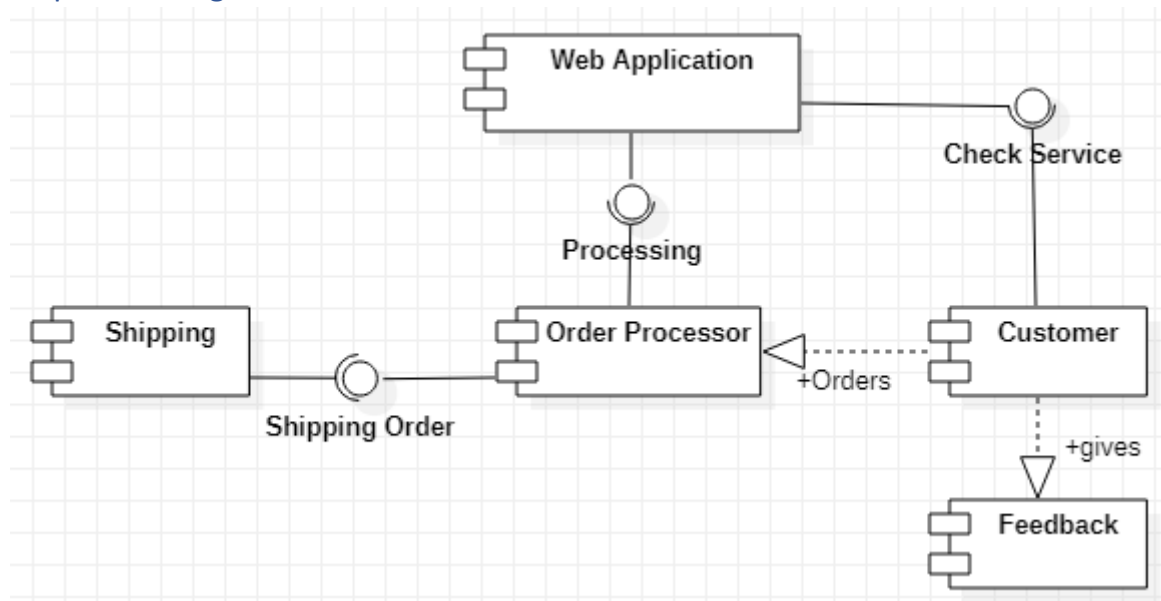 Web Application
Check Service
Processing
Shipping
Order Processor
Customer
+Orders
Shipping Order
+gives
Feedback